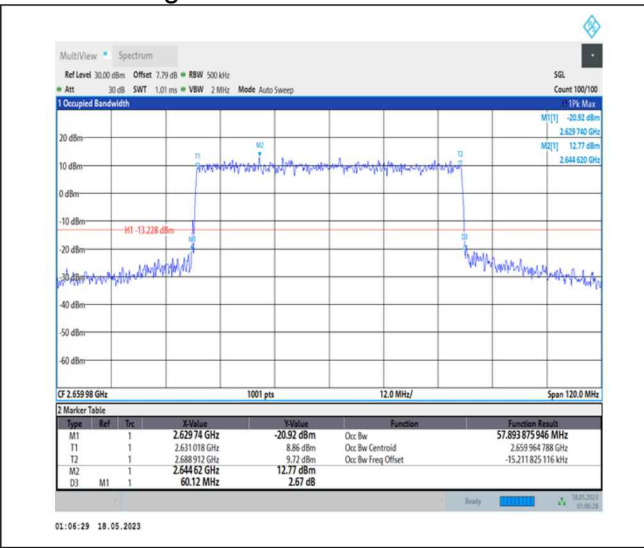 MultiView Spectrum
Ref Level 30.00 dBm Offset 7.79 dB RBW 500 kHz SGL
Att 30 dB SWT 1.01 ms VBW 2 MHz Mode Auto Sweep Count 100/100
1 Occupied Bandwidth 1Pk Max
M1[1] -20.92 dBm
2.629 740 GHz
20 dBm M2 M2[1] 12.77 dBm
T1 T2 2.644 620 GHz
10 dBm
0 dBm
-10 dBm
H1 -13.228 dBm
M1 D3
-20 dBm
-30 dBm
-40 dBm
-50 dBm
-60 dBm
CF 2.659 98 GHz 1001 pts 12.0 MHz/ Span 120.0 MHz
2 Marker Table
Type Ref Trc X-Value Y-Value Function Function Result
M1 1 2.629 74 GHz -20.92 dBm Occ Bw 57.893 875 946 MHz
T1 1 2.631 018 GHz 8.86 dBm Occ Bw Centroid 2.659 964 788 GHz
T2 1 2.688 912 GHz 9.72 dBm Occ Bw Freq Offset -15.211 825 116 kHz
M2 1 2.644 62 GHz 12.77 dBm
D3 M1 1 60.12 MHz 2.67 dB
Ready 18.05.2023
01:06:28
01:06:29 18.05.2023